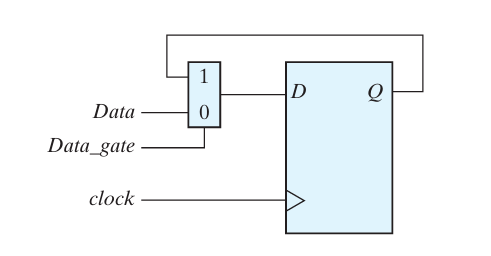 1
D Q
Data 0
Data_gate
clock